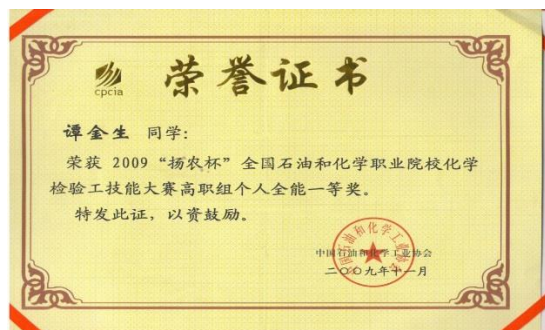 cpcia
荣誉证书
谭金生 同学:
荣获 2009“扬农杯”全国石油和化学职业院校化学
检验工技能大赛高职组个人全能一等奖。
特发此证，以资鼓励。
中国石油和化学工业协会
二〇〇九年十一月